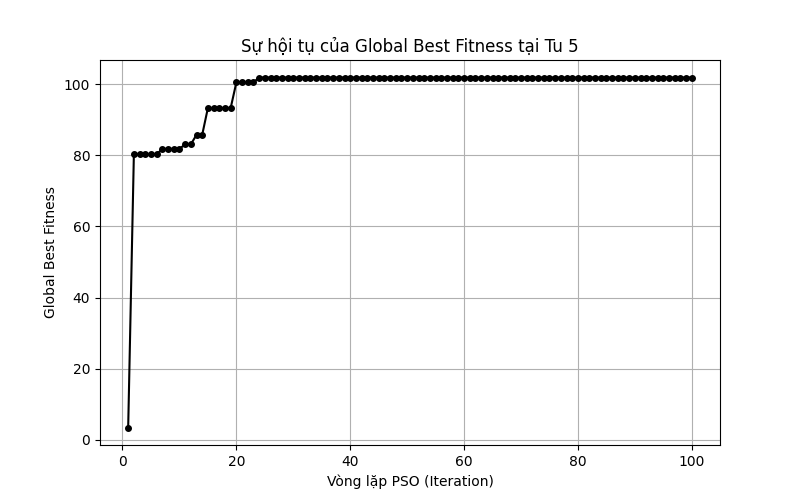 Sự hội tụ của Global Best Fitness tại Tu 5
Global Best Fitness
100
80
60
40
20
0
0 20 40 60 80 100
Vòng lặp PSO (Iteration)